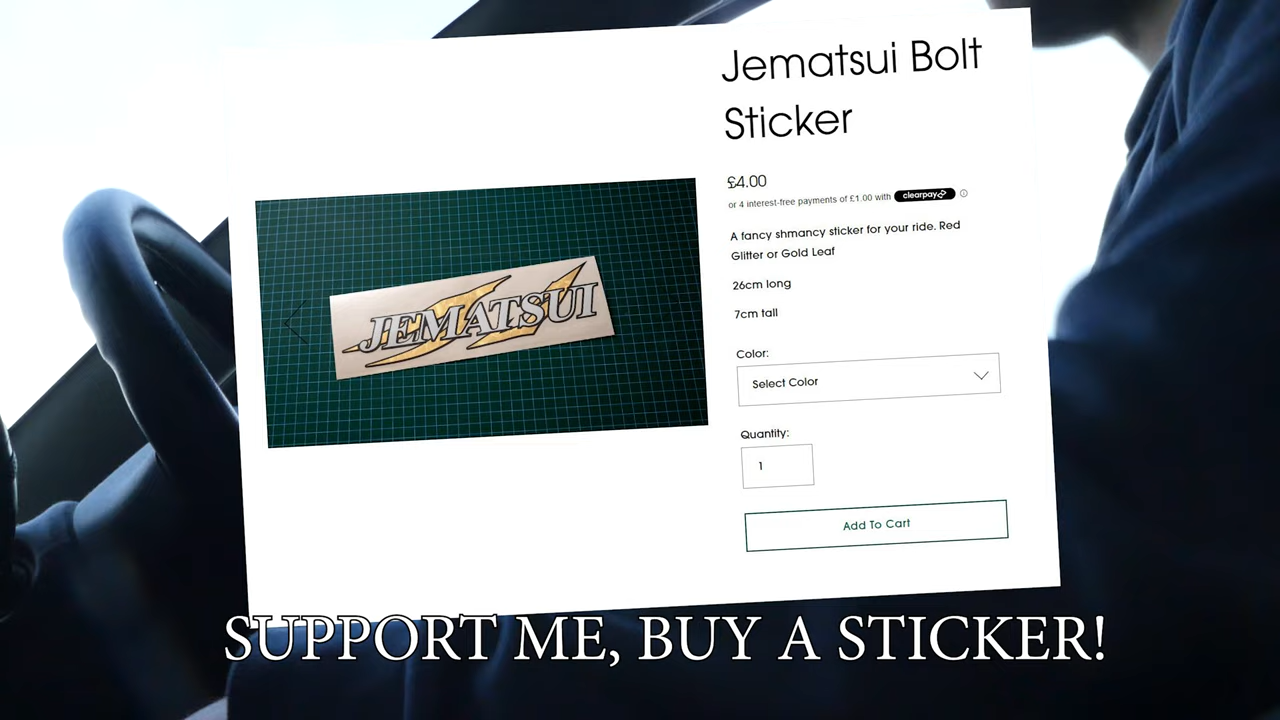 Jematsui Bolt
Sticker
£4.00
or 4 interest-free payments of £1.00 with clearpay
A fancy shmancy sticker for your ride. Red
Glitter or Gold Leaf
26cm long
7cm tall
JEMATSUI
Color:
Select Color
Quantity:
1
Add To Cart
SUPPORT ME, BUY A STICKER!